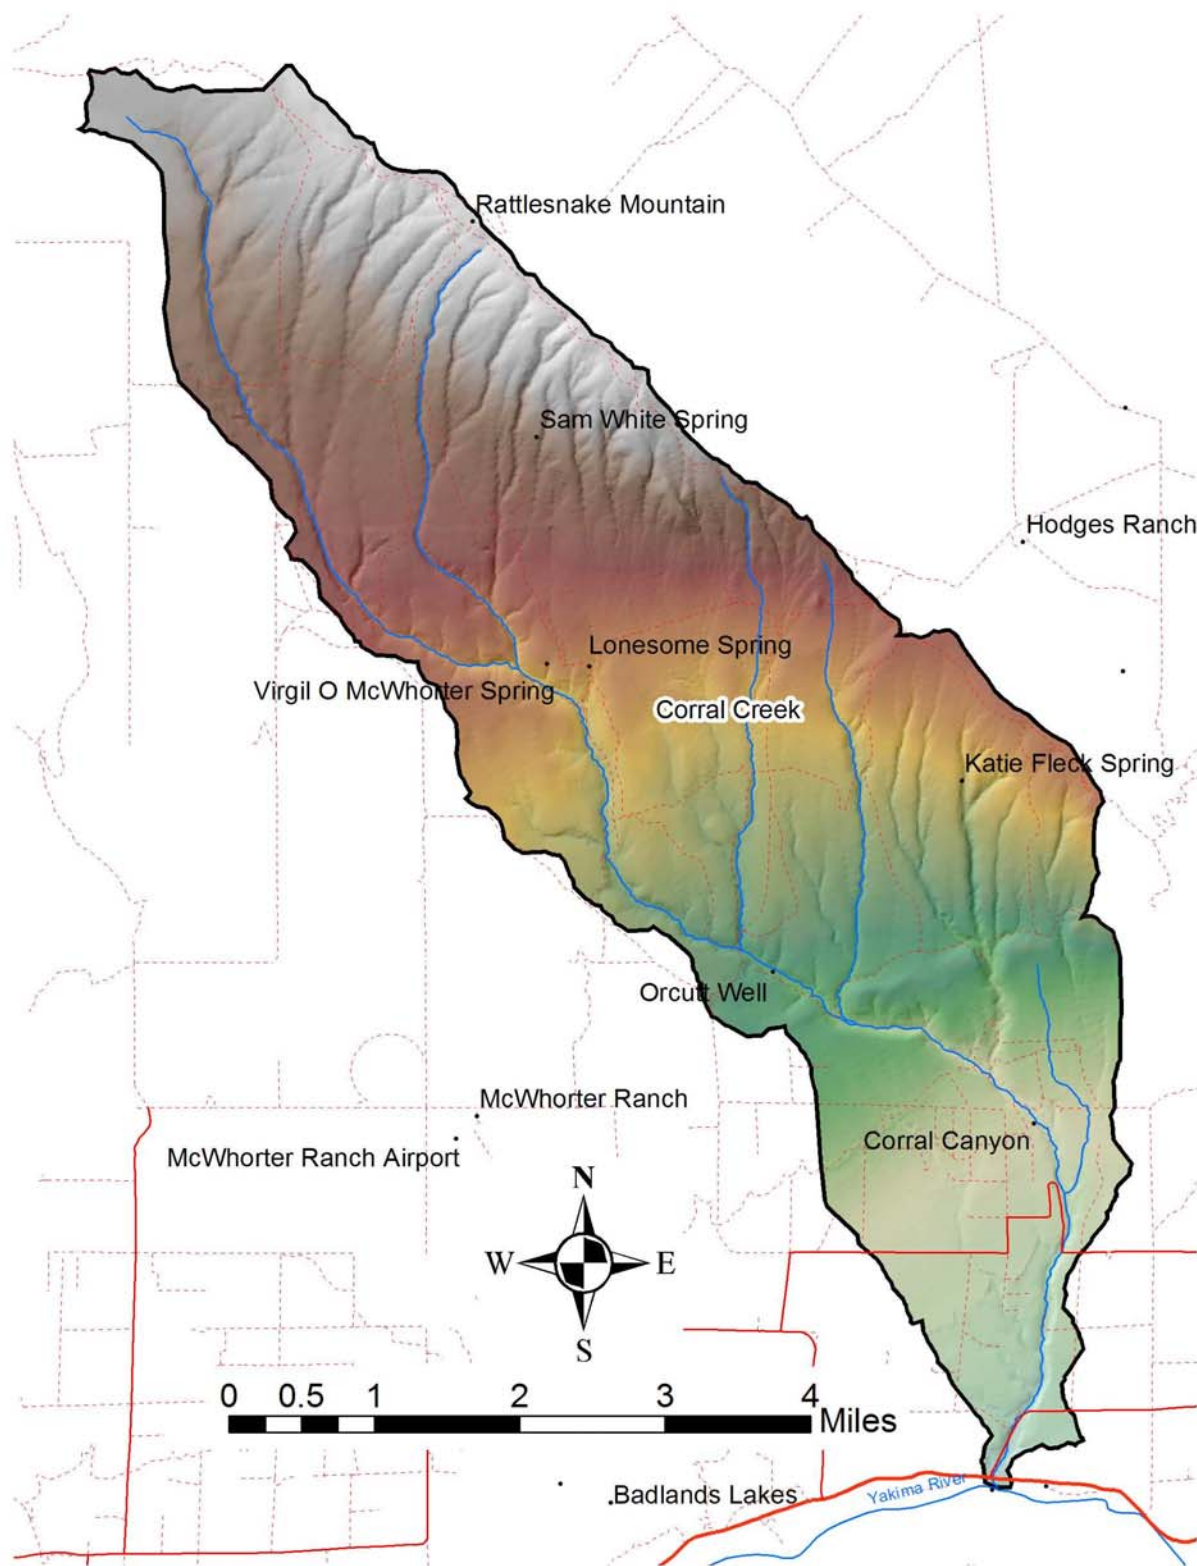 Rattlesnake Mountain
Sam White Spring
Hodges Ranch
Lonesome Spring
Virgil O McWhorter Spring
Corral Creek
Katie Fleck Spring
Orcutt Well
McWhorter Ranch
Corral Canyon
McWhorter Ranch Airport
N
W E
S
0 0.5 1 2 3 4
Miles
Yakima River
Badlands Lakes